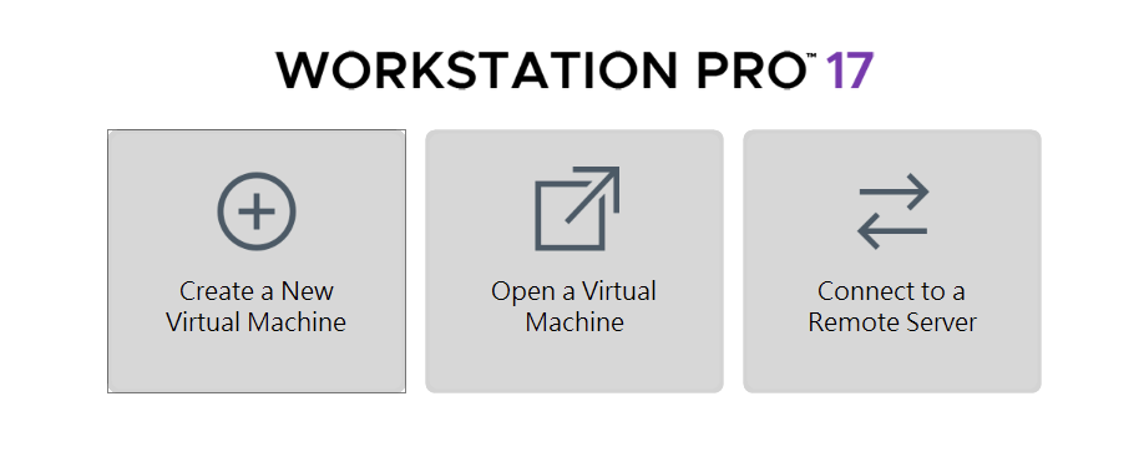 WORKSTATION PRO™ 17
Create a New
Virtual Machine
Open a Virtual
Machine
Connect to a
Remote Server